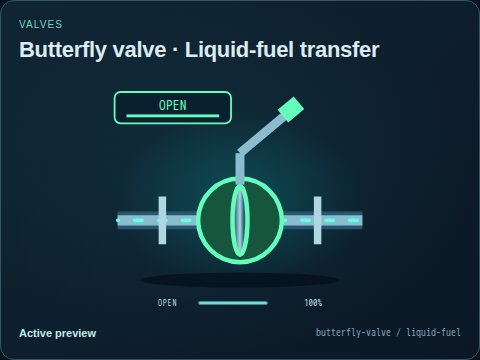 VALVES
Butterfly valve · Liquid-fuel transfer
OPEN
OPEN 100%
Active preview
butterfly-valve / liquid-fuel